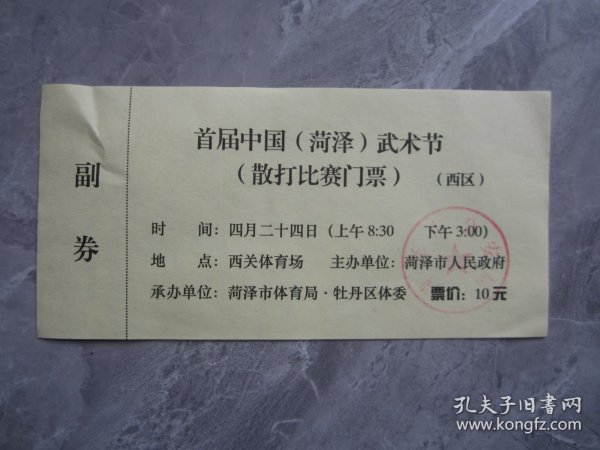 副券
首届中国（菏泽）武术节
（散打比赛门票）（西区）
时 间：四月二十四日（上午8:30 下午3:00）
地 点：西关体育场 主办单位：菏泽市人民政府
承办单位：菏泽市体育局·牡丹区体委 票价：10元
孔夫子旧书网
www.kongfz.com